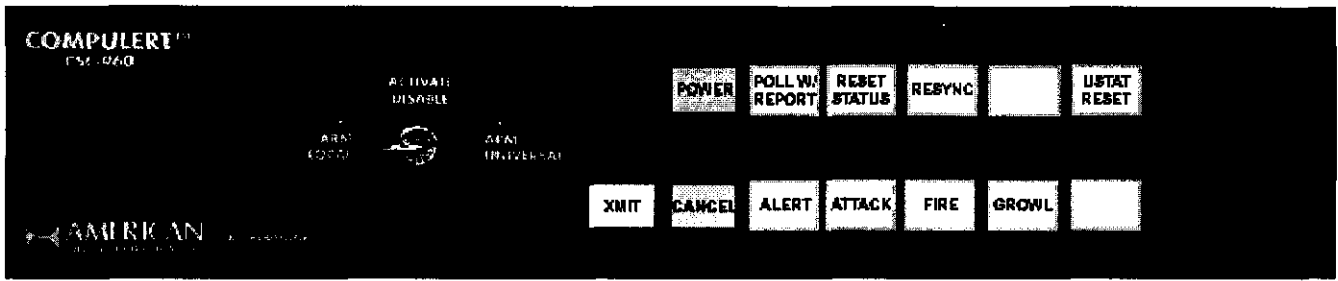 COMPULERT™
ACTIVATE
DISABLE
ARM
ARM
UNIVERSAL
POWER
POLL W/
REPORT
RESET
STATUS
RESYNC
USTAT
RESET
XMIT
CANCEL
ALERT
ATTACK
FIRE
GROWL
AMERICAN